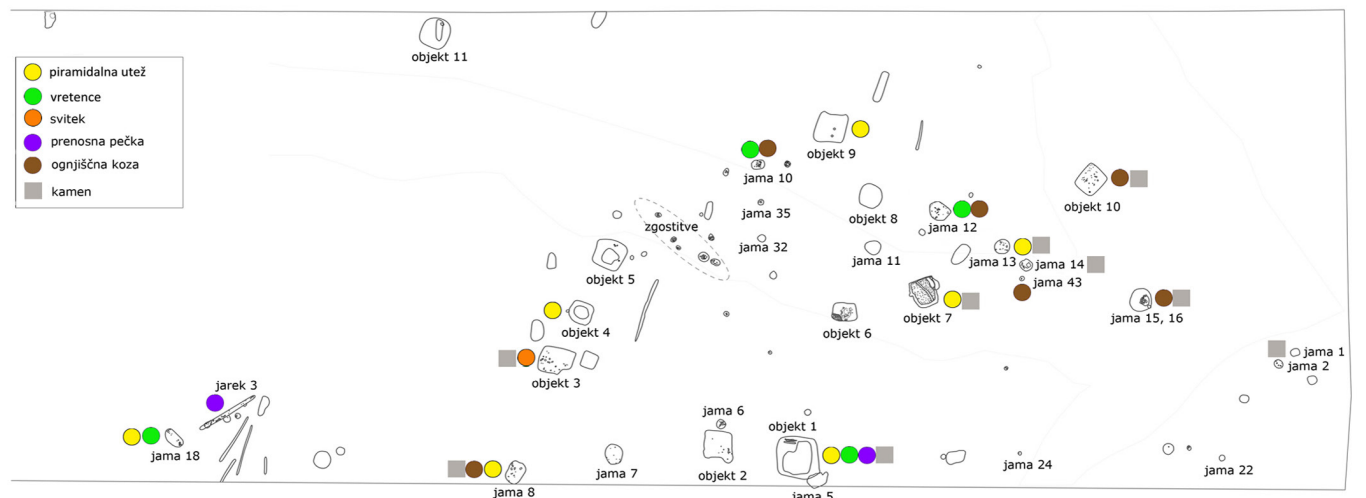 objekt 11
piramidalna utež
vretence
svitek
prenosna pečka
ognjiščna koza
kamen
objekt 9
jama 10
objekt 10
jama 35
objekt 8
jama 12
zgostitve
jama 32
jama 11
jama 13
jama 14
jama 43
objekt 5
objekt 7
jama 15, 16
objekt 4
objekt 6
objekt 3
jama 1
jama 2
jarek 3
jama 6
objekt 1
jama 18
jama 7
objekt 2
jama 24
jama 22
jama 8
jama 5